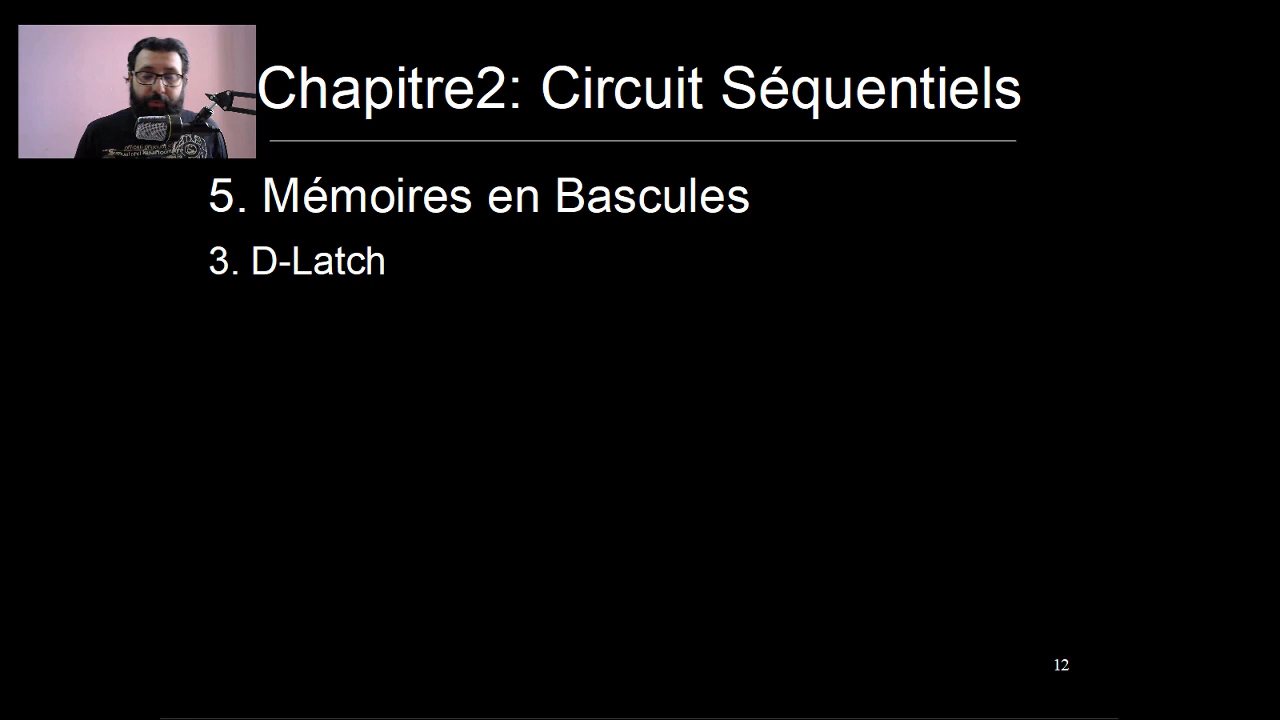 Chapitre2: Circuit Séquentiels
5. Mémoires en Bascules
3. D-Latch
12